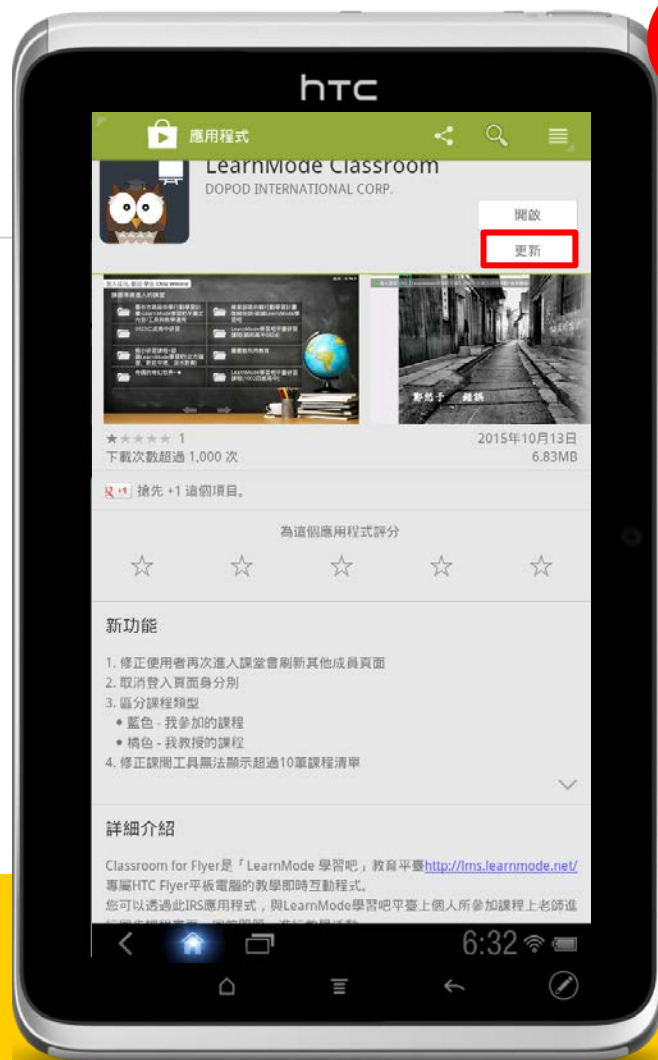 hTC
應用程式
LearnMode Classroom
DOPOD INTERNATIONAL CORP.
開啟
更新
鄭愁予 錯誤
1
2015年10月13日
下載次數超過 1,000 次
6.83MB
+1 搶先 +1 這個項目。
為這個應用程式評分
新功能
1. 修正使用者再次進入課堂會刷新其他成員頁面
2. 取消登入頁面身分別
3. 區分課程類型
• 藍色 - 我參加的課程
• 橘色 - 我教授的課程
4. 修正課間工具無法顯示超過10筆課程清單
詳細介紹
Classroom for Flyer是「LearnMode 學習吧」教育平臺http://lms.learnmode.net/
專屬HTC Flyer平板電腦的教學即時互動程式。
您可以透過此IRS應用程式，與LearnMode學習吧平臺上個人所參加課程上老師進
6:32